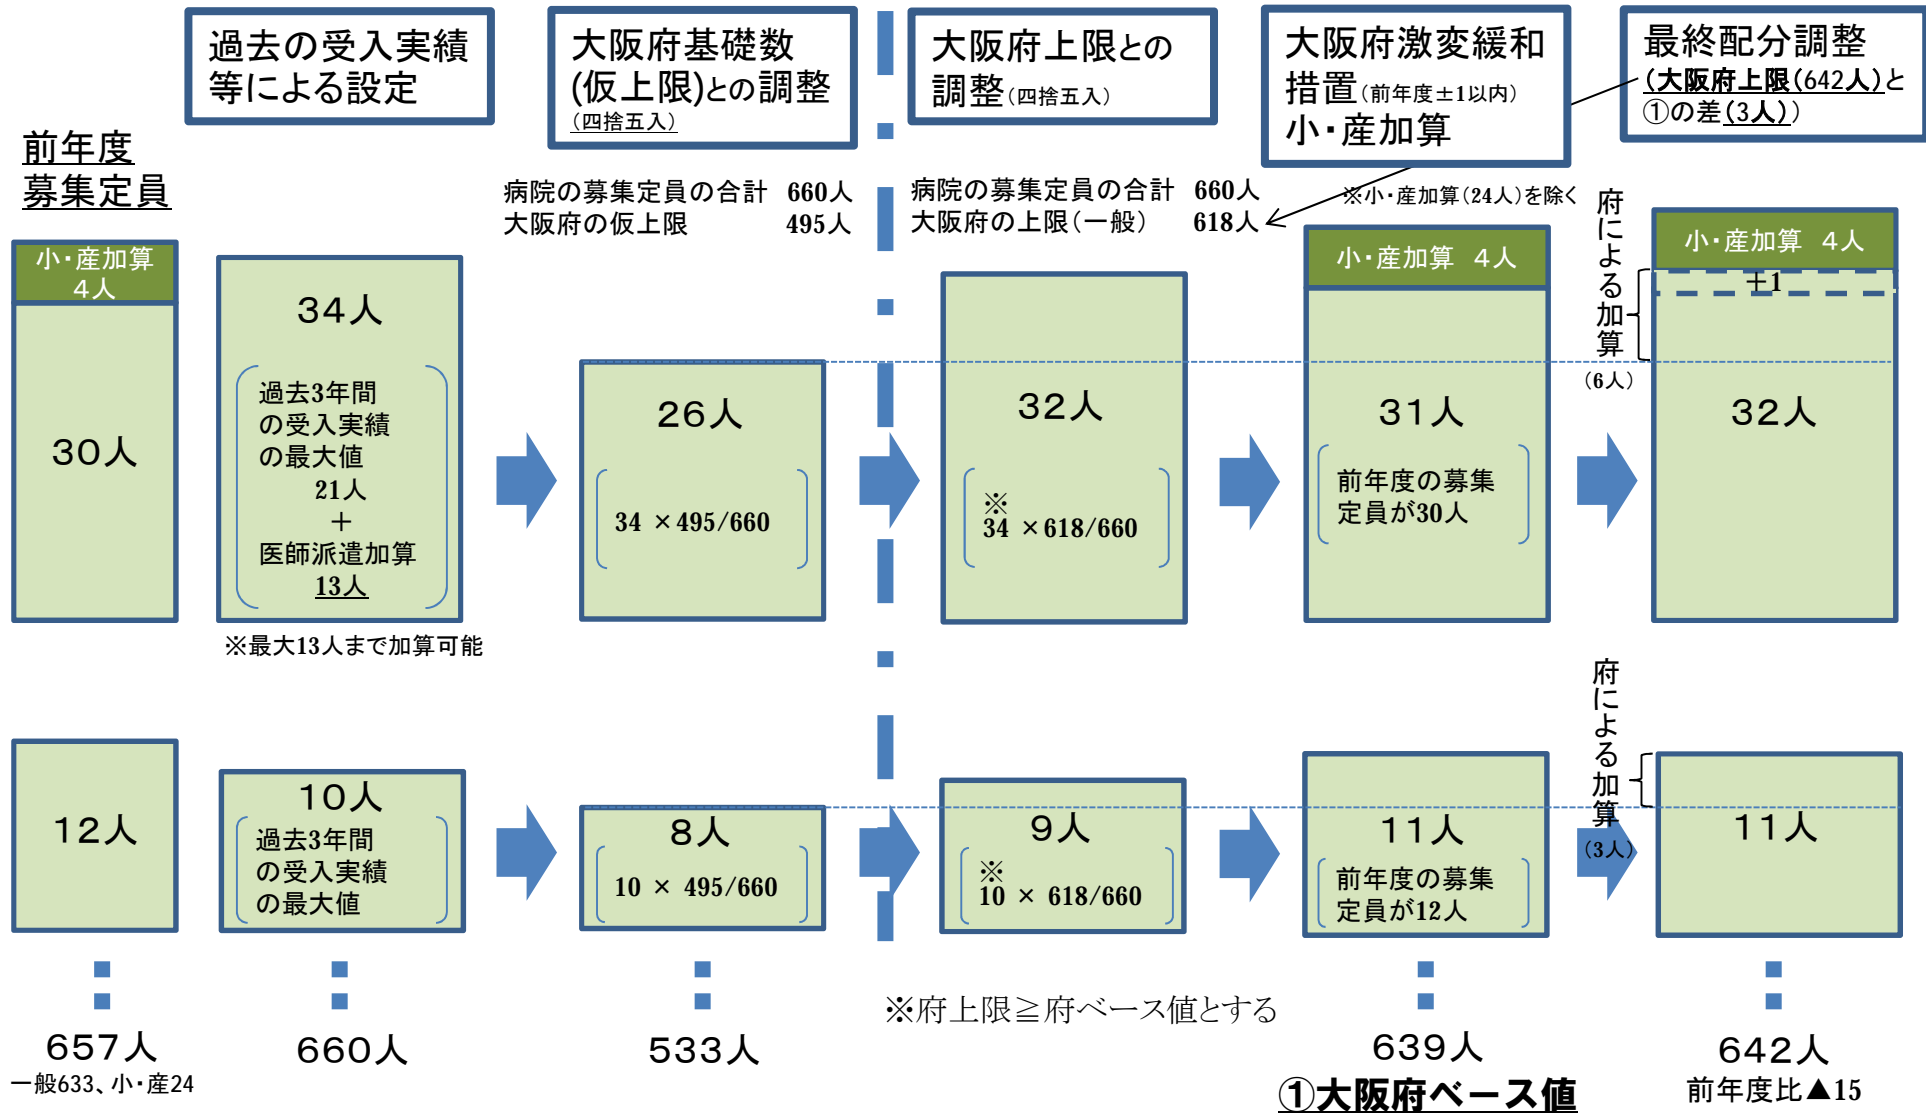 過去の受入実績
等による設定
大阪府基礎数
(仮上限)との調整
(四捨五入)
大阪府上限との
調整(四捨五入)
大阪府激変緩和
措置(前年度±1以内)
小・産加算
最終配分調整
(大阪府上限(642人)と
①の差(3人))
前年度
募集定員
病院の募集定員の合計 660人
大阪府の仮上限 495人
病院の募集定員の合計 660人
大阪府の上限(一般) 618人
※小・産加算(24人)を除く
小・産加算
4人
30人
34人
過去3年間
の受入実績
の最大値
21人
+
医師派遣加算
13人
※最大13人まで加算可能
26人
34 ×495/660
32人
※
34 ×618/660
小・産加算 4人
31人
前年度の募集
定員が30人
府による加算
(6人)
小・産加算 4人
+1
32人
12人
10人
過去3年間
の受入実績
の最大値
8人
10 × 495/660
9人
※
10 × 618/660
11人
前年度の募集
定員が12人
府による加算
(3人)
11人
※府上限≧府ベース値とする
657人
一般633、小・産24
660人
533人
639人
①大阪府ベース値
642人
前年度比▲15